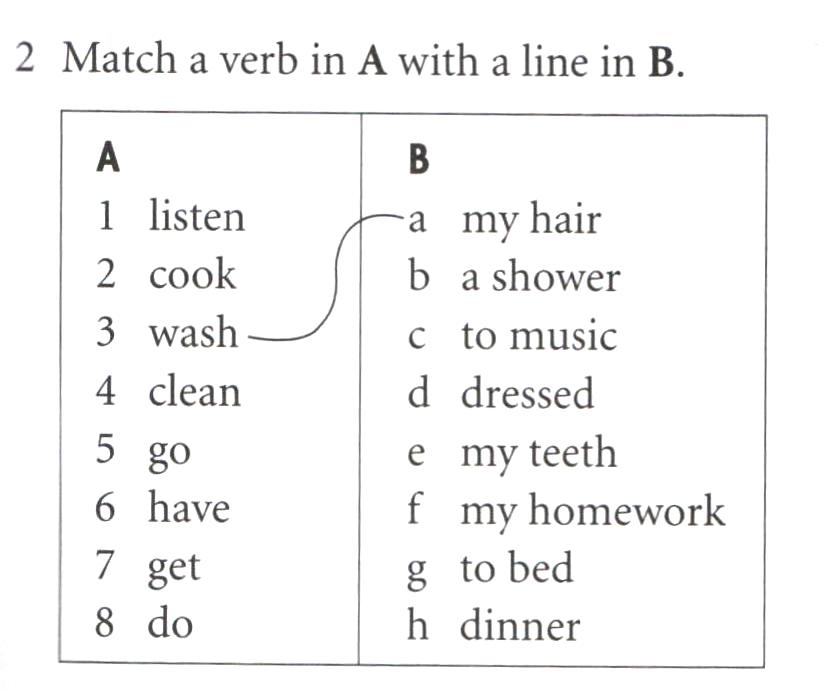 2 Match a verb in A with a line in B.
A
1 listen
2 cook
3 wash
4 clean
5 go
6 have
7 get
8 do
B
a my hair
b a shower
c to music
d dressed
e my teeth
f my homework
g to bed
h dinner